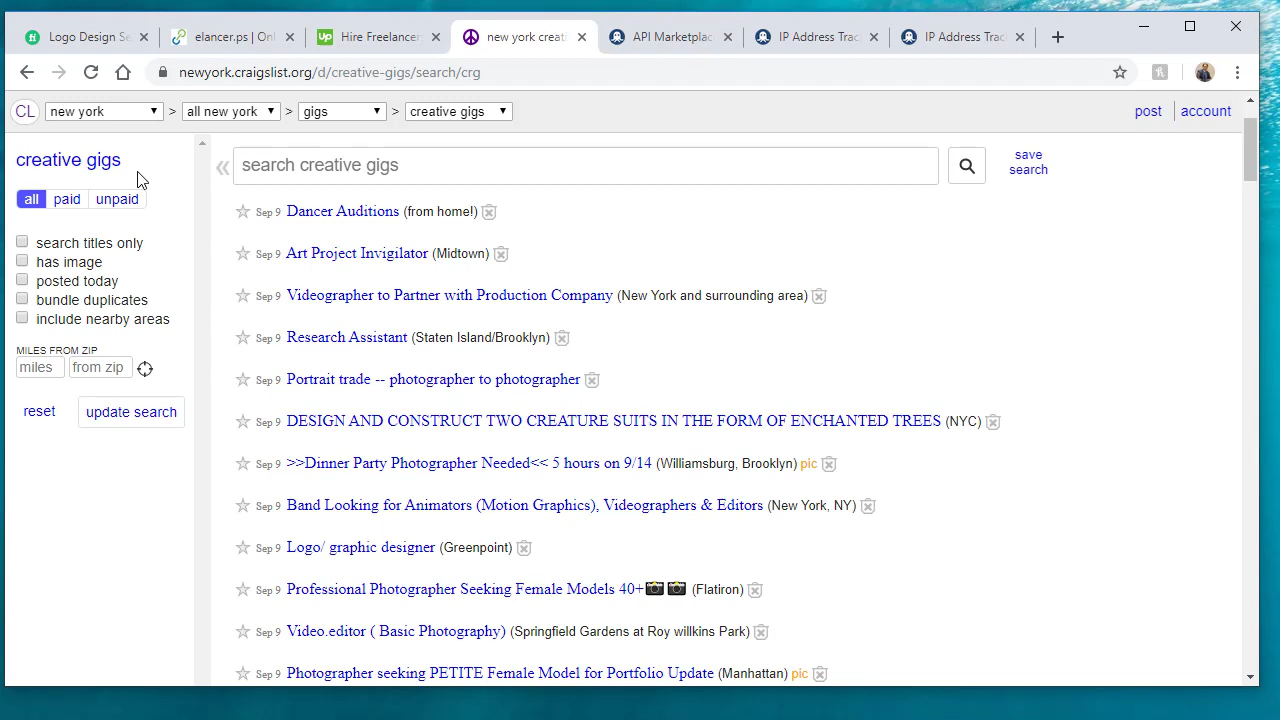 Logo Design Se
elancer.ps | Onl
Hire Freelancer
new york creati
API Marketplac
IP Address Trac
IP Address Trac
newyork.craigslist.org/d/creative-gigs/search/crg
CL new york > all new york > gigs > creative gigs post account
creative gigs
all paid unpaid
search titles only
has image
posted today
bundle duplicates
include nearby areas
MILES FROM ZIP
miles from zip
reset update search
search creative gigs
save
search
Sep 9 Dancer Auditions (from home!)
Sep 9 Art Project Invigilator (Midtown)
Sep 9 Videographer to Partner with Production Company (New York and surrounding area)
Sep 9 Research Assistant (Staten Island/Brooklyn)
Sep 9 Portrait trade -- photographer to photographer
Sep 9 DESIGN AND CONSTRUCT TWO CREATURE SUITS IN THE FORM OF ENCHANTED TREES (NYC)
Sep 9 >>Dinner Party Photographer Needed<< 5 hours on 9/14 (Williamsburg, Brooklyn) pic
Sep 9 Band Looking for Animators (Motion Graphics), Videographers & Editors (New York, NY)
Sep 9 Logo/ graphic designer (Greenpoint)
Sep 9 Professional Photographer Seeking Female Models 40+📸📸 (Flatiron)
Sep 9 Video.editor ( Basic Photography) (Springfield Gardens at Roy willkins Park)
Sep 9 Photographer seeking PETITE Female Model for Portfolio Update (Manhattan) pic